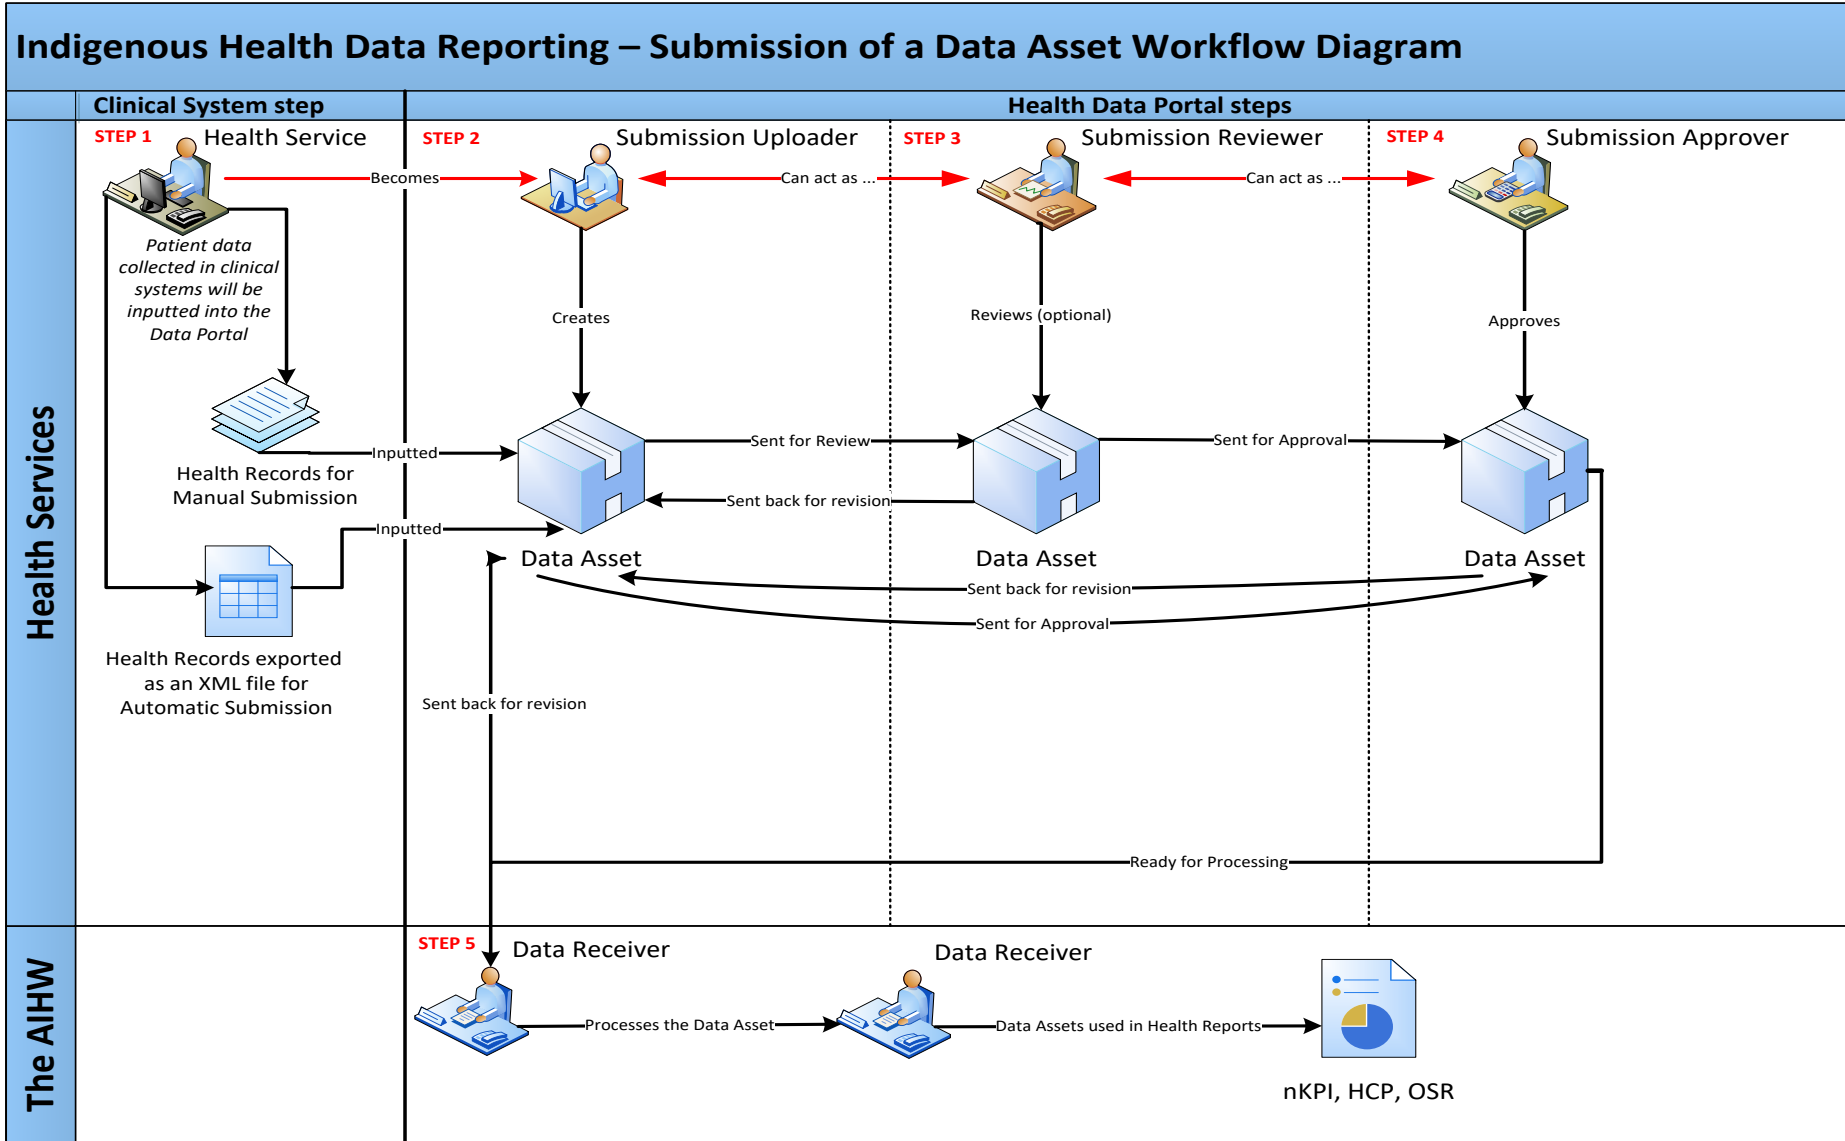 Indigenous Health Data Reporting – Submission of a Data Asset Workflow Diagram
Clinical System step
Health Data Portal steps
Health Services
STEP 1
Health Service
STEP 2
Submission Uploader
STEP 3
Submission Reviewer
STEP 4
Submission Approver
Becomes
Can act as ...
Can act as ...
Patient data
collected in clinical
systems will be
inputted into the
Data Portal
Creates
Reviews (optional)
Approves
Health Records for
Manual Submission
Inputted
Sent for Review
Sent for Approval
Sent back for revision
Inputted
Data Asset
Data Asset
Data Asset
Sent back for revision
Sent for Approval
Health Records exported
as an XML file for
Automatic Submission
Sent back for revision
Ready for Processing
The AIHW
STEP 5
Data Receiver
Data Receiver
Processes the Data Asset
Data Assets used in Health Reports
nKPI, HCP, OSR